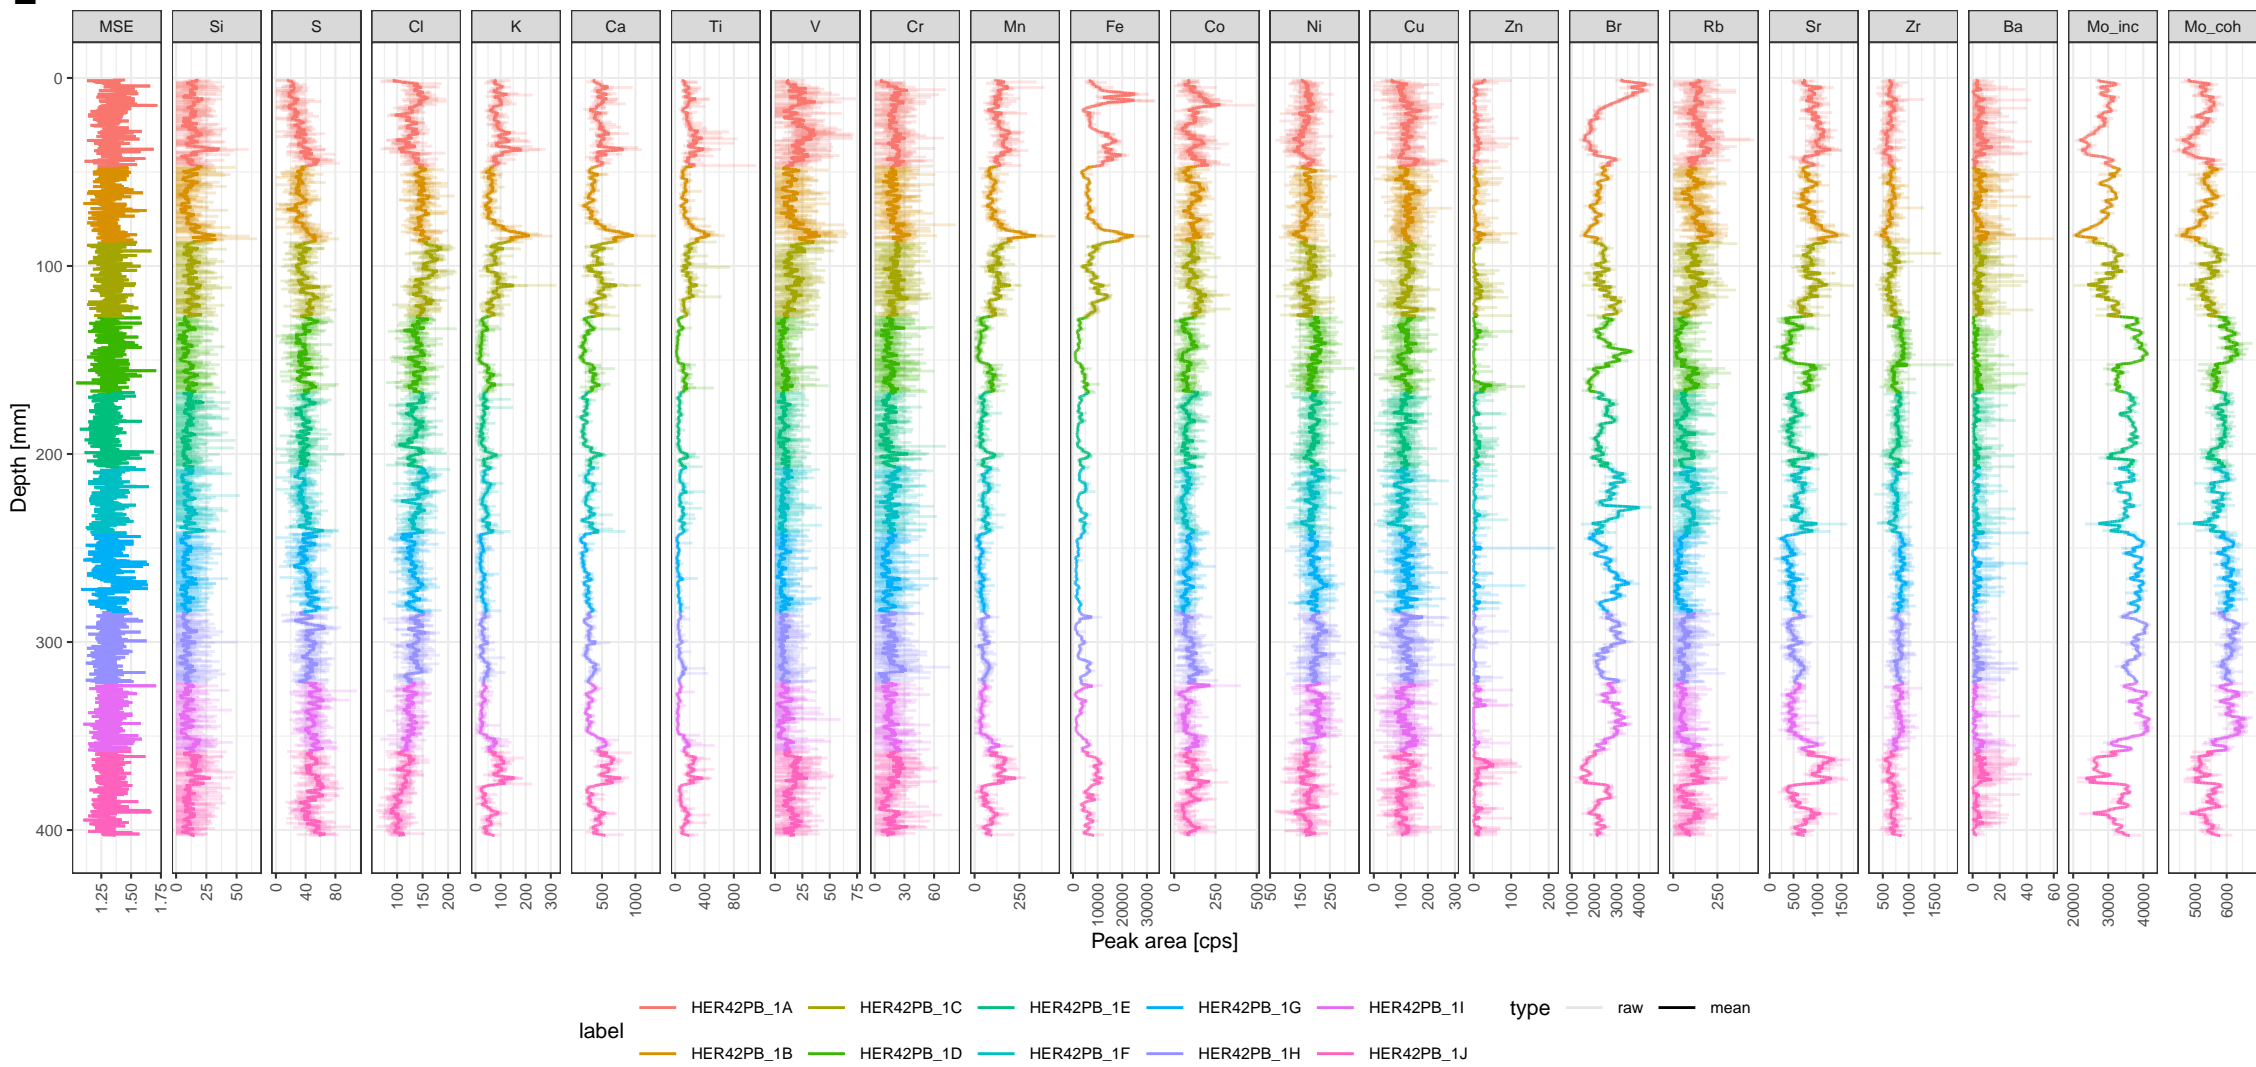 MSE Si S Cl K Ca Ti V Cr Mn Fe Co Ni Cu Zn Br Rb Sr Zr Ba Mo_inc Mo_coh
0
100
200
300
400
Depth [mm]
1.25 1.50 1.75 0 25 50 0 40 80 100 150 200 0 100 200 300 500 1000 0 400 800 0 25 50 75 0 30 60 0 250 0 10000 20000 30000 0 250 500 50 150 250 0 100 200 300 0 100 200 1000 2000 3000 4000 0 250 0 500 1000 1500 500 1000 1500 0 20 40 60 20000 30000 40000 5000 6000
Peak area [cps]
label
HER42PB_1A HER42PB_1C HER42PB_1E HER42PB_1G HER42PB_1I
HER42PB_1B HER42PB_1D HER42PB_1F HER42PB_1H HER42PB_1J
type raw mean